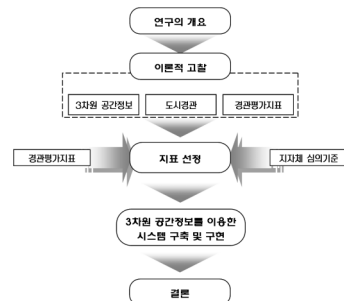 연구의 개요
이론적 고찰
3차원 공간정보
도시경관
경관평가지표
경관평가지표
지표 선정
지자체 심의기준
3차원 공간정보를 이용한
시스템 구축 및 구현
결론